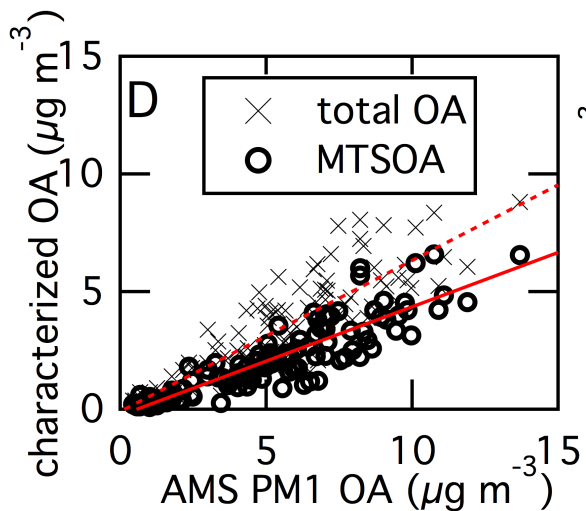 characterized OA (μg m⁻³)
15
10
5
0
D
total OA
MTSOA
0 5 10 15
AMS PM1 OA (μg m⁻³)